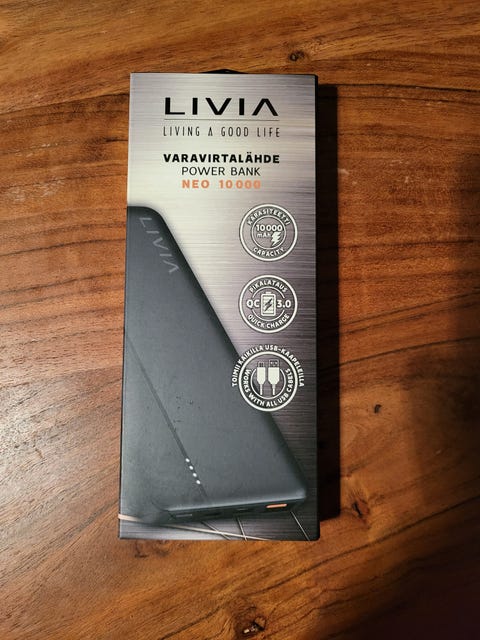 LIVIA
LIVING A GOOD LIFE
VARAVIRTALÄHDE
POWER BANK
NEO 10 000
KAPASITEETTI
10 000
mAh
CAPACITY
LIVIA
PIKALATAUS
QC 3.0
QUICK CHARGE
TOIMII KAIKILLA USB-KAAPELEILLA
WORKS WITH ALL USB CABLES